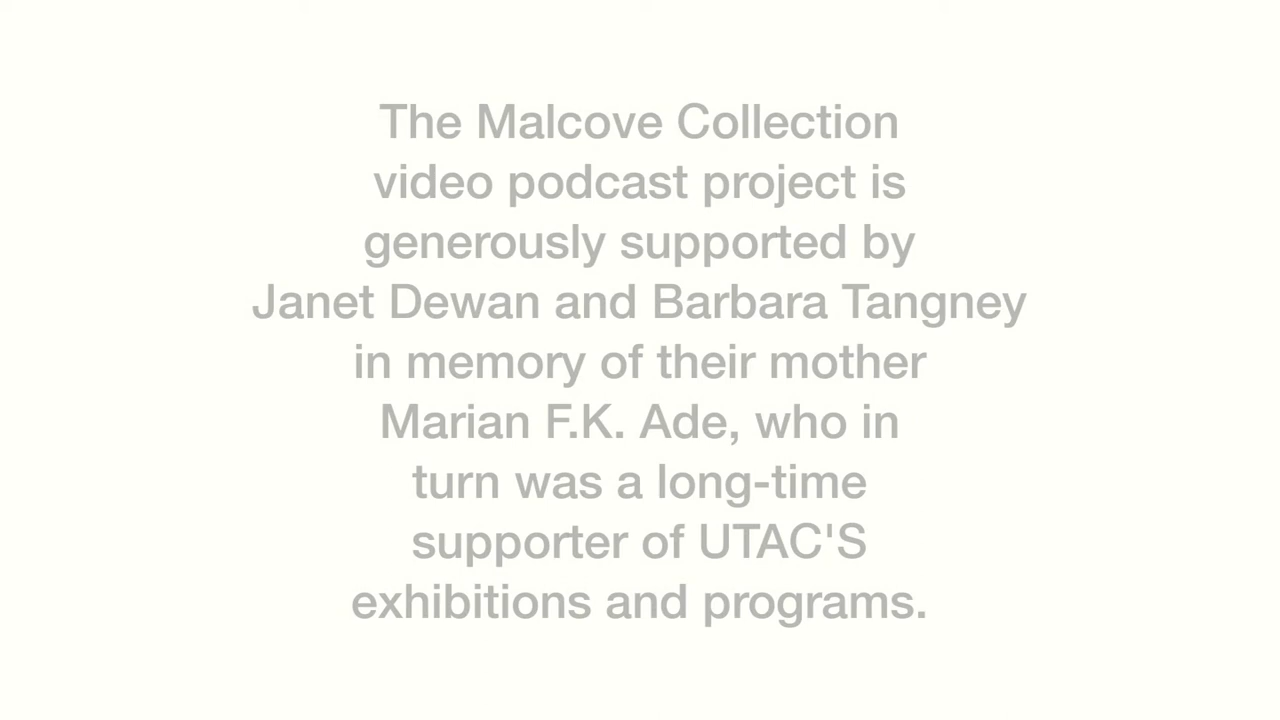 The Malcove Collection
video podcast project is
generously supported by
Janet Dewan and Barbara Tangney
in memory of their mother
Marian F.K. Ade, who in
turn was a long-time
supporter of UTAC'S
exhibitions and programs.